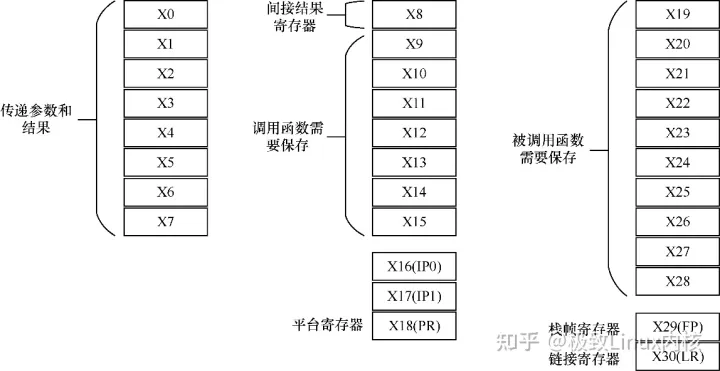 传递参数和
结果
X0
X1
X2
X3
X4
X5
X6
X7
间接结果
寄存器
X8
调用函数需
要保存
X9
X10
X11
X12
X13
X14
X15
X16(IP0)
X17(IP1)
平台寄存器
X18(PR)
被调用函数
需要保存
X19
X20
X21
X22
X23
X24
X25
X26
X27
X28
栈帧寄存器
X29(FP)
链接寄存器
X30(LR)
知乎 @极致Linux内核